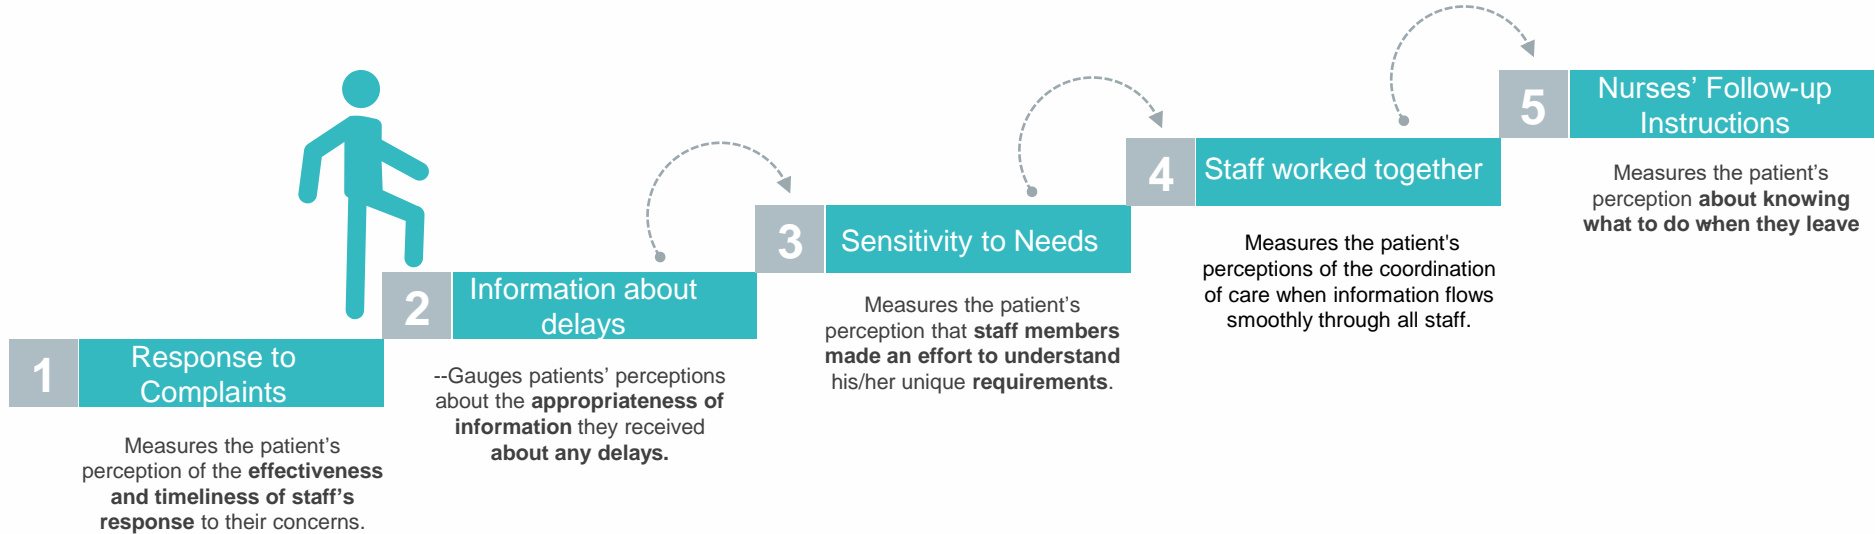 1
Response to
Complaints
Measures the patient’s
perception of the effectiveness
and timeliness of staff’s
response to their concerns.
2
Information about
delays
--Gauges patients’ perceptions
about the appropriateness of
information they received
about any delays.
3
Sensitivity to Needs
Measures the patient’s
perception that staff members
made an effort to understand
his/her unique requirements.
4
Staff worked together
Measures the patient's
perceptions of the coordination
of care when information flows
smoothly through all staff.
5
Nurses’ Follow-up
Instructions
Measures the patient’s
perception about knowing
what to do when they leave